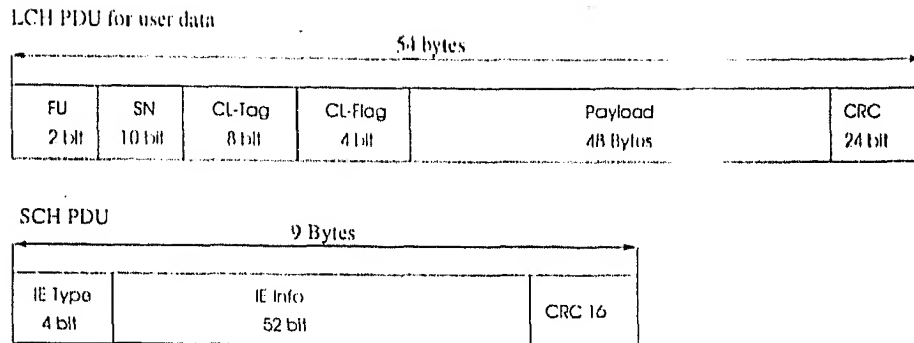 LCH PDU for user data
54 bytes
FU SN CL-Tag CL-Flag Payload CRC
2 bit 10 bit 8 bit 4 bit 48 Bytes 24 bit
SCH PDU
9 Bytes
IE Type IE Info CRC 16
4 bit 52 bit